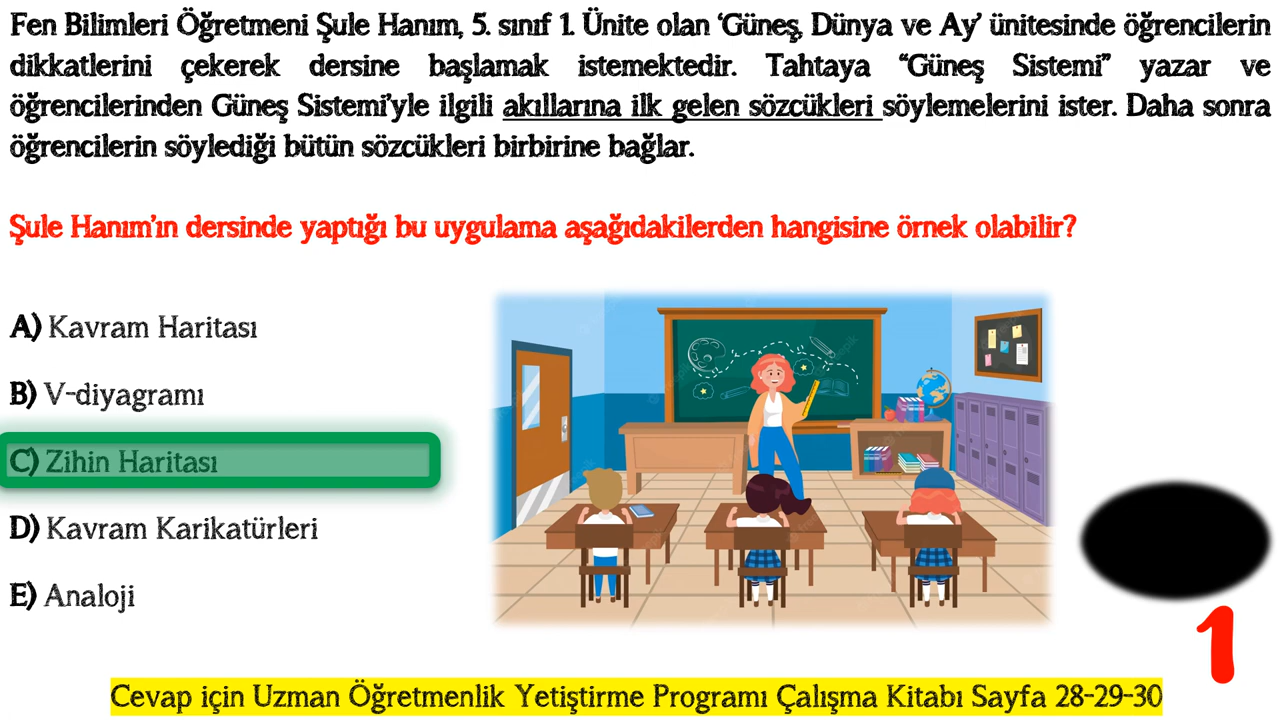 Fen Bilimleri Öğretmeni Şule Hanım, 5. sınıf 1. Ünite olan ‘Güneş, Dünya ve Ay’ ünitesinde öğrencilerin
dikkatlerini çekerek dersine başlamak istemektedir. Tahtaya “Güneş Sistemi” yazar ve
öğrencilerinden Güneş Sistemi’yle ilgili akıllarına ilk gelen sözcükleri söylemelerini ister. Daha sonra
öğrencilerin söylediği bütün sözcükleri birbirine bağlar.
Şule Hanım’ın dersinde yaptığı bu uygulama aşağıdakilerden hangisine örnek olabilir?
A) Kavram Haritası
B) V-diyagramı
C) Zihin Haritası
D) Kavram Karikatürleri
E) Analoji
1
Cevap için Uzman Öğretmenlik Yetiştirme Programı Çalışma Kitabı Sayfa 28-29-30